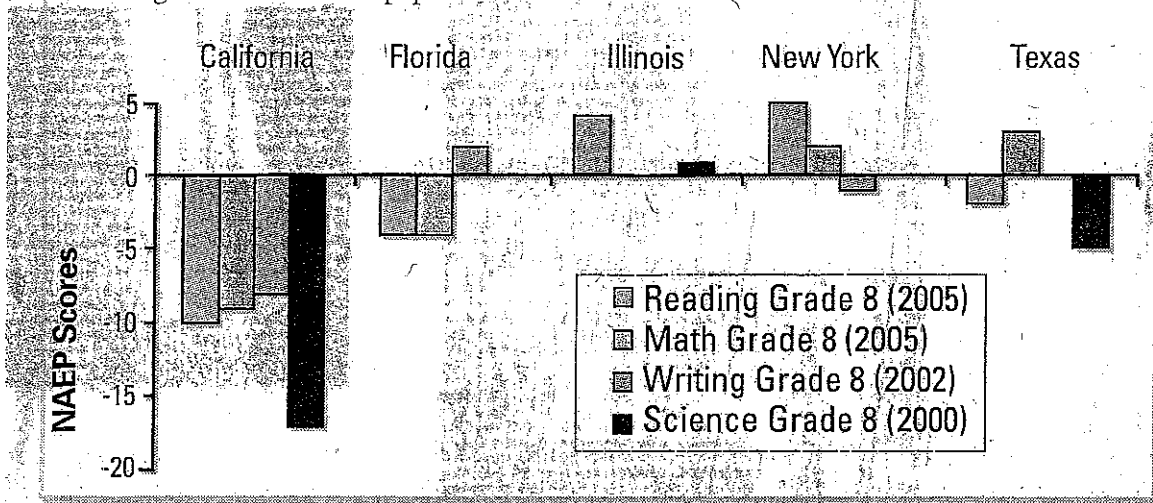 California Florida Illinois New York Texas
5
0
-5
-10
-15
-20
NAEP Scores
Reading Grade 8 (2005)
Math Grade 8 (2005)
Writing Grade 8 (2002)
Science Grade 8 (2000)